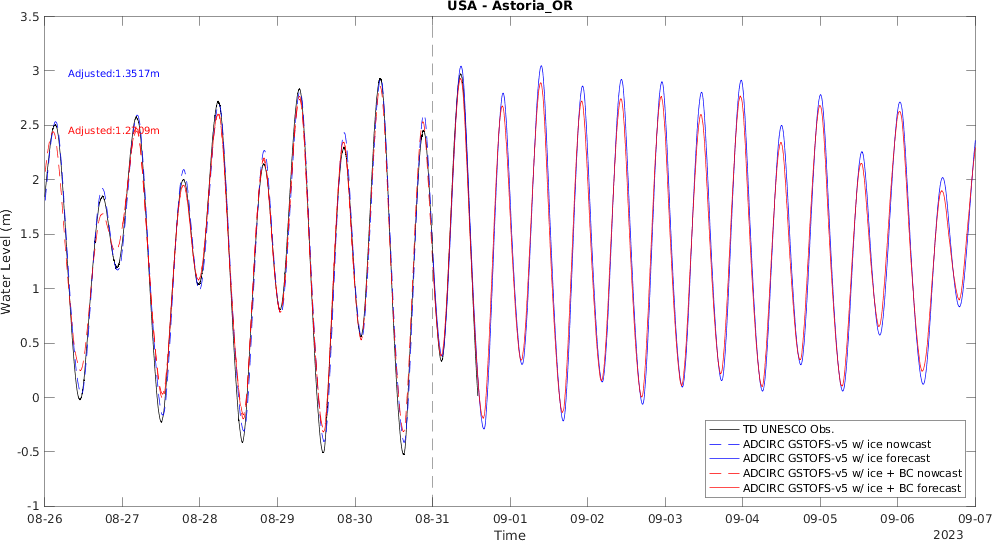 USA - Astoria_OR
3.5
3
2.5
2
1.5
1
0.5
0
-0.5
-1
Water Level (m)
Adjusted:1.3517m
08-26
08-27
08-28
08-29
08-30
08-31
09-01
09-02
09-03
09-04
09-05
09-06
09-07
2023
Time
TD UNESCO Obs.
ADCIRC GSTOFS-v5 w/ ice nowcast
ADCIRC GSTOFS-v5 w/ ice forecast
ADCIRC GSTOFS-v5 w/ ice + BC nowcast
ADCIRC GSTOFS-v5 w/ ice + BC forecast